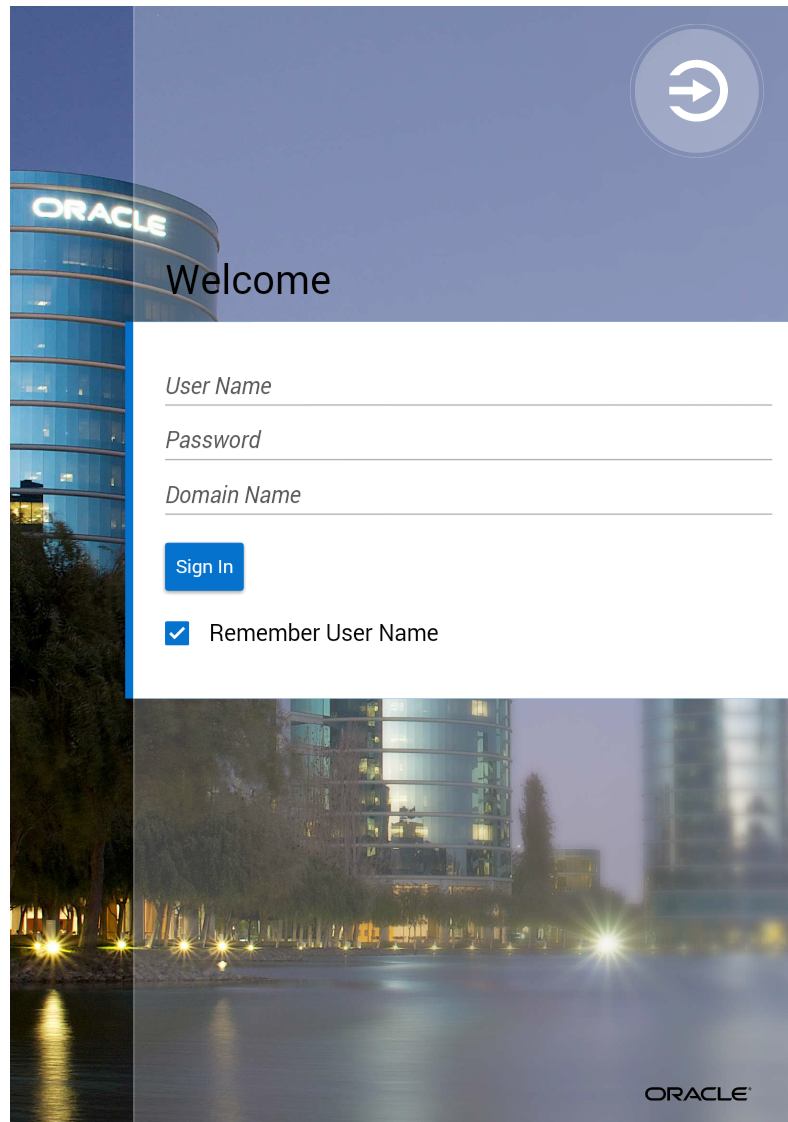 ORACLE
Welcome
User Name
Password
Domain Name
Sign In
Remember User Name
ORACLE®